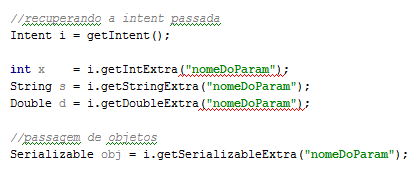 //recuperando a intent passada
Intent i = getIntent();
int x    = i.getIntExtra("nomeDoParam");
String s = i.getStringExtra("nomeDoParam");
Double d = i.getDoubleExtra("nomeDoParam");
//passagem de objetos
Serializable obj = i.getSerializableExtra("nomeDoParam");